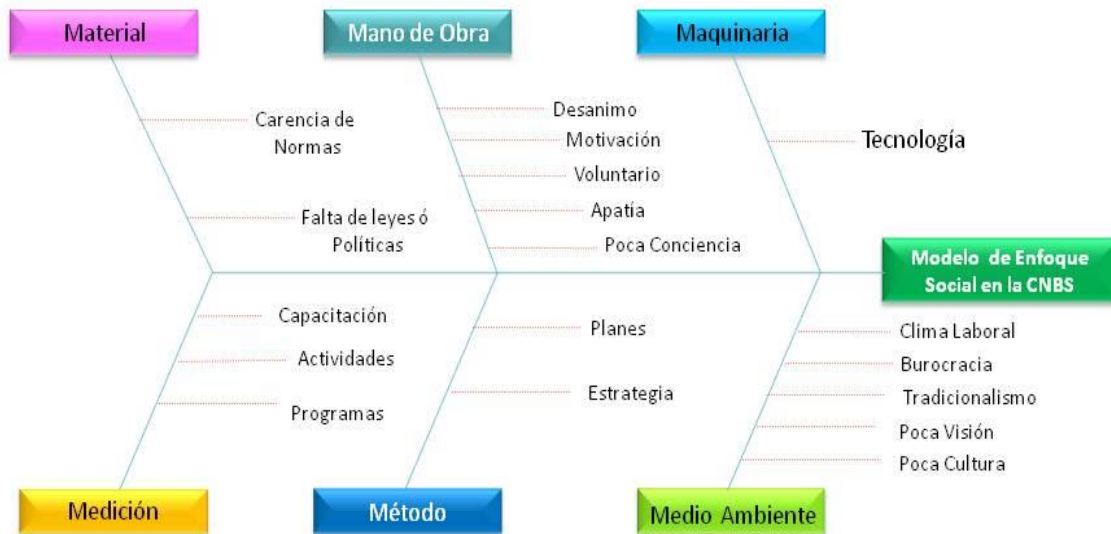 Material
Mano de Obra
Maquinaria
Carencia de
Normas
Falta de leyes ó
Políticas
Desanimo
Motivación
Voluntario
Apatía
Poca Conciencia
Tecnología
Modelo de Enfoque
Social en la CNBS
Capacitación
Actividades
Programas
Planes
Estrategia
Clima Laboral
Burocracia
Tradicionalismo
Poca Visión
Poca Cultura
Medición
Método
Medio Ambiente